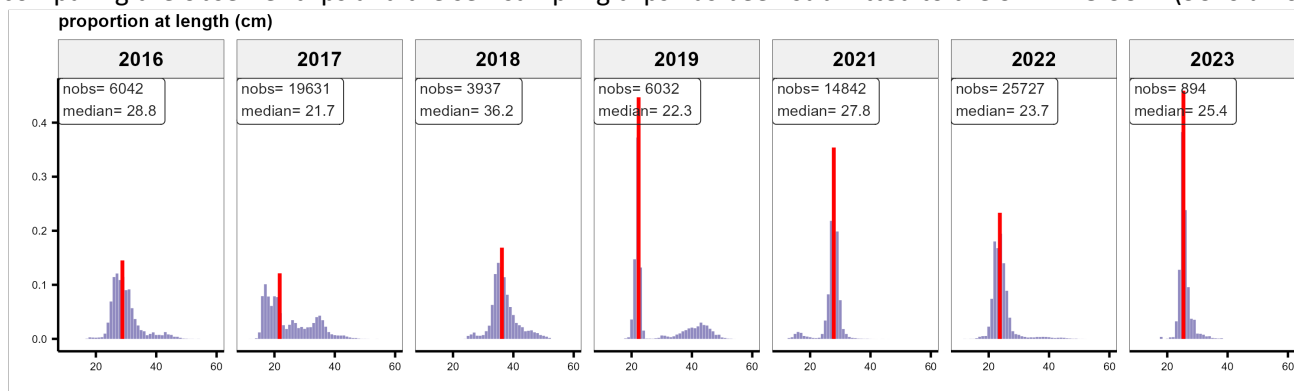 proportion at length (cm)
2016 2017 2018 2019 2021 2022 2023
nobs= 6042 nobs= 19631 nobs= 3937 nobs= 6032 nobs= 14842 nobs= 25727 nobs= 894
median= 28.8 median= 21.7 median= 36.2 median= 22.3 median= 27.8 median= 23.7 median= 25.4
0.4
0.3
0.2
0.1
0.0
20 40 60 20 40 60 20 40 60 20 40 60 20 40 60 20 40 60 20 40 60